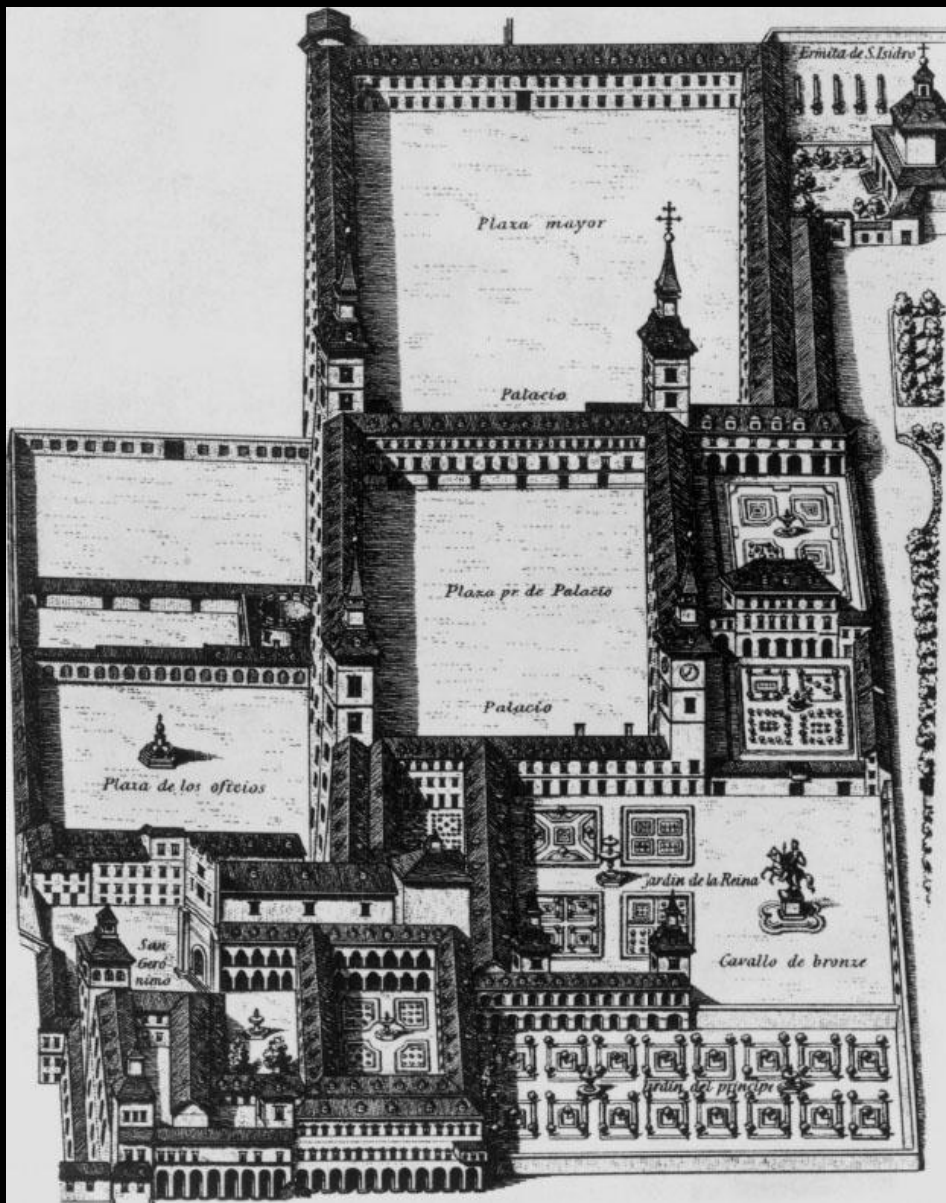 Ermita de S. Isidro
Plaza mayor
Palacio
Plaza pr. de Palacio
Palacio
Plaza de los oficios
Jardin de la Reina
San
Gero
nimo
Cavallo de bronze
Jardin del principe